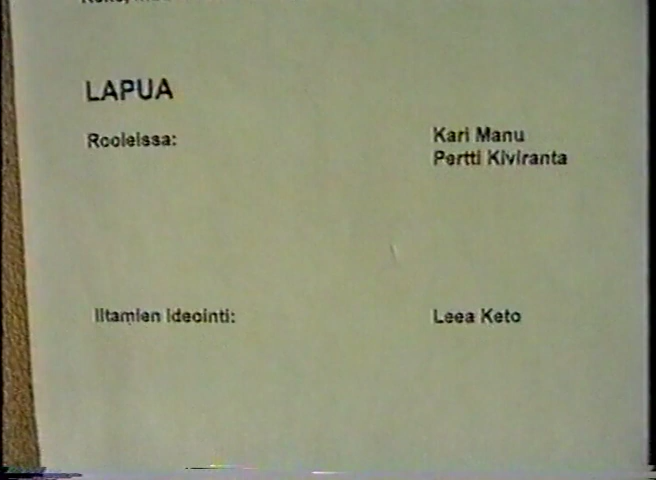 LAPUA
Rooleissa: Kari Manu
Pertti Kiviranta
Iltamien ideointi: Leea Keto